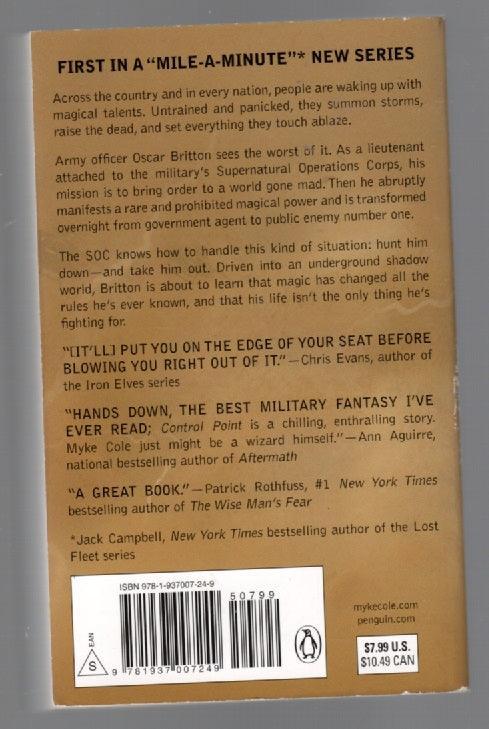 FIRST IN A "MILE-A-MINUTE"* NEW SERIES
Across the country and in every nation, people are waking up with
magical talents. Untrained and panicked, they summon storms,
raise the dead, and set everything they touch ablaze.
Army officer Oscar Britton sees the worst of it. As a lieutenant
attached to the military's Supernatural Operations Corps, his
mission is to bring order to a world gone mad. Then he abruptly
manifests a rare and prohibited magical power and is transformed
overnight from government agent to public enemy number one.
The SOC knows how to handle this kind of situation: hunt him
down—and take him out. Driven into an underground shadow
world, Britton is about to learn that magic has changed all the
rules he's ever known, and that his life isn't the only thing he's
fighting for.
"[IT'LL] PUT YOU ON THE EDGE OF YOUR SEAT BEFORE
BLOWING YOU RIGHT OUT OF IT."—Chris Evans, author of
the Iron Elves series
"HANDS DOWN, THE BEST MILITARY FANTASY I'VE
EVER READ; Control Point is a chilling, enthralling story.
Myke Cole just might be a wizard himself."—Ann Aguirre,
national bestselling author of Aftermath
"A GREAT BOOK."—Patrick Rothfuss, #1 New York Times
bestselling author of The Wise Man's Fear
*Jack Campbell, New York Times bestselling author of the Lost
Fleet series
ISBN 978-1-937007-24-9
50799
EAN
S
9 781937 007249
mykecole.com
penguin.com
$7.99 U.S.
$10.49 CAN